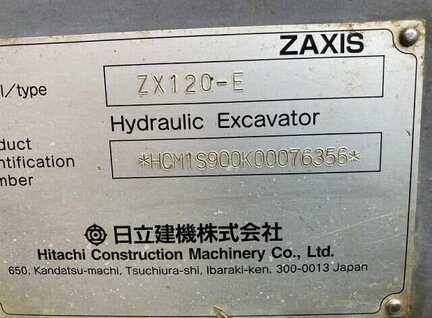 ZAXIS
l/type ZX120-E
Hydraulic Excavator
duct
ntification *HCM1S900K00076356*
mber
日立建機株式会社
Hitachi Construction Machinery Co., Ltd.
650, Kandatsu-machi, Tsuchiura-shi, Ibaraki-ken, 300-0013 Japan